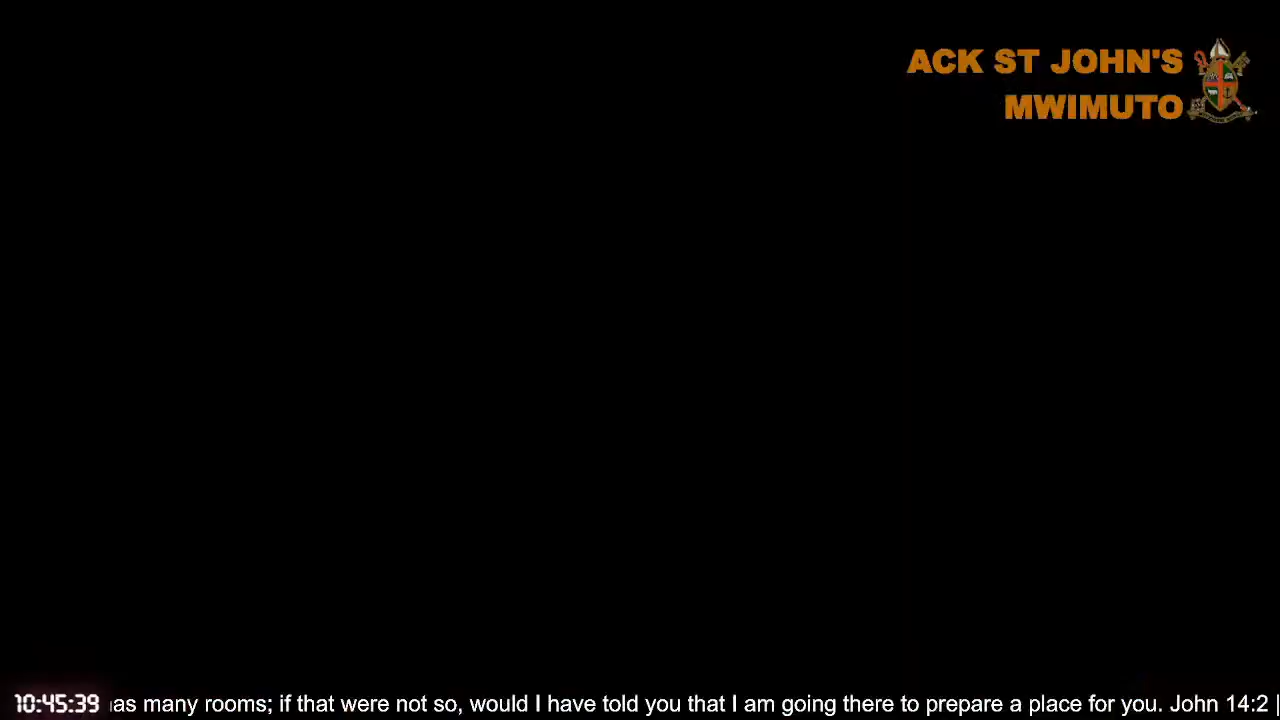 ACK ST JOHN'S
MWIMUTO
10:45:39 as many rooms; if that were not so, would I have told you that I am going there to prepare a place for you. John 14:2 |